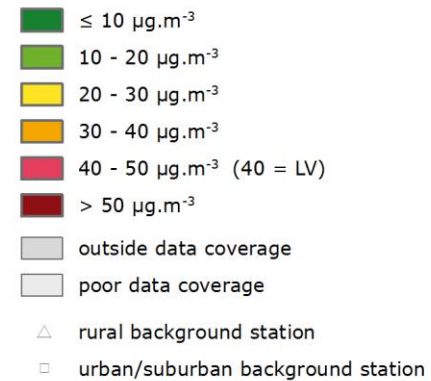 ≤ 10 µg.m⁻³
10 - 20 µg.m⁻³
20 - 30 µg.m⁻³
30 - 40 µg.m⁻³
40 - 50 µg.m⁻³ (40 = LV)
> 50 µg.m⁻³
outside data coverage
poor data coverage
rural background station
urban/suburban background station